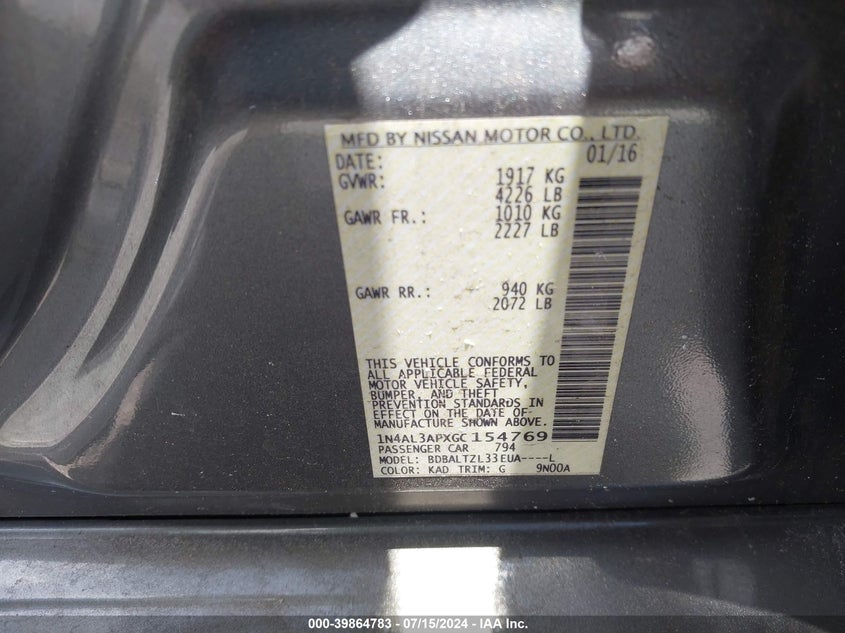 MFD BY NISSAN MOTOR CO., LTD.
DATE: 01/16
GVWR: 1917 KG
4226 LB
GAWR FR.: 1010 KG
2227 LB
GAWR RR.: 940 KG
2072 LB
THIS VEHICLE CONFORMS TO
ALL APPLICABLE FEDERAL
MOTOR VEHICLE SAFETY,
BUMPER, AND THEFT
PREVENTION STANDARDS IN
EFFECT ON THE DATE OF
MANUFACTURE SHOWN ABOVE.
1N4AL3APXGC154769
PASSENGER CAR 794
MODEL: BDBALTZL33EUA----L
COLOR: KAD TRIM: G 9N00A
000-39864783 - 07/15/2024 - IAA Inc.